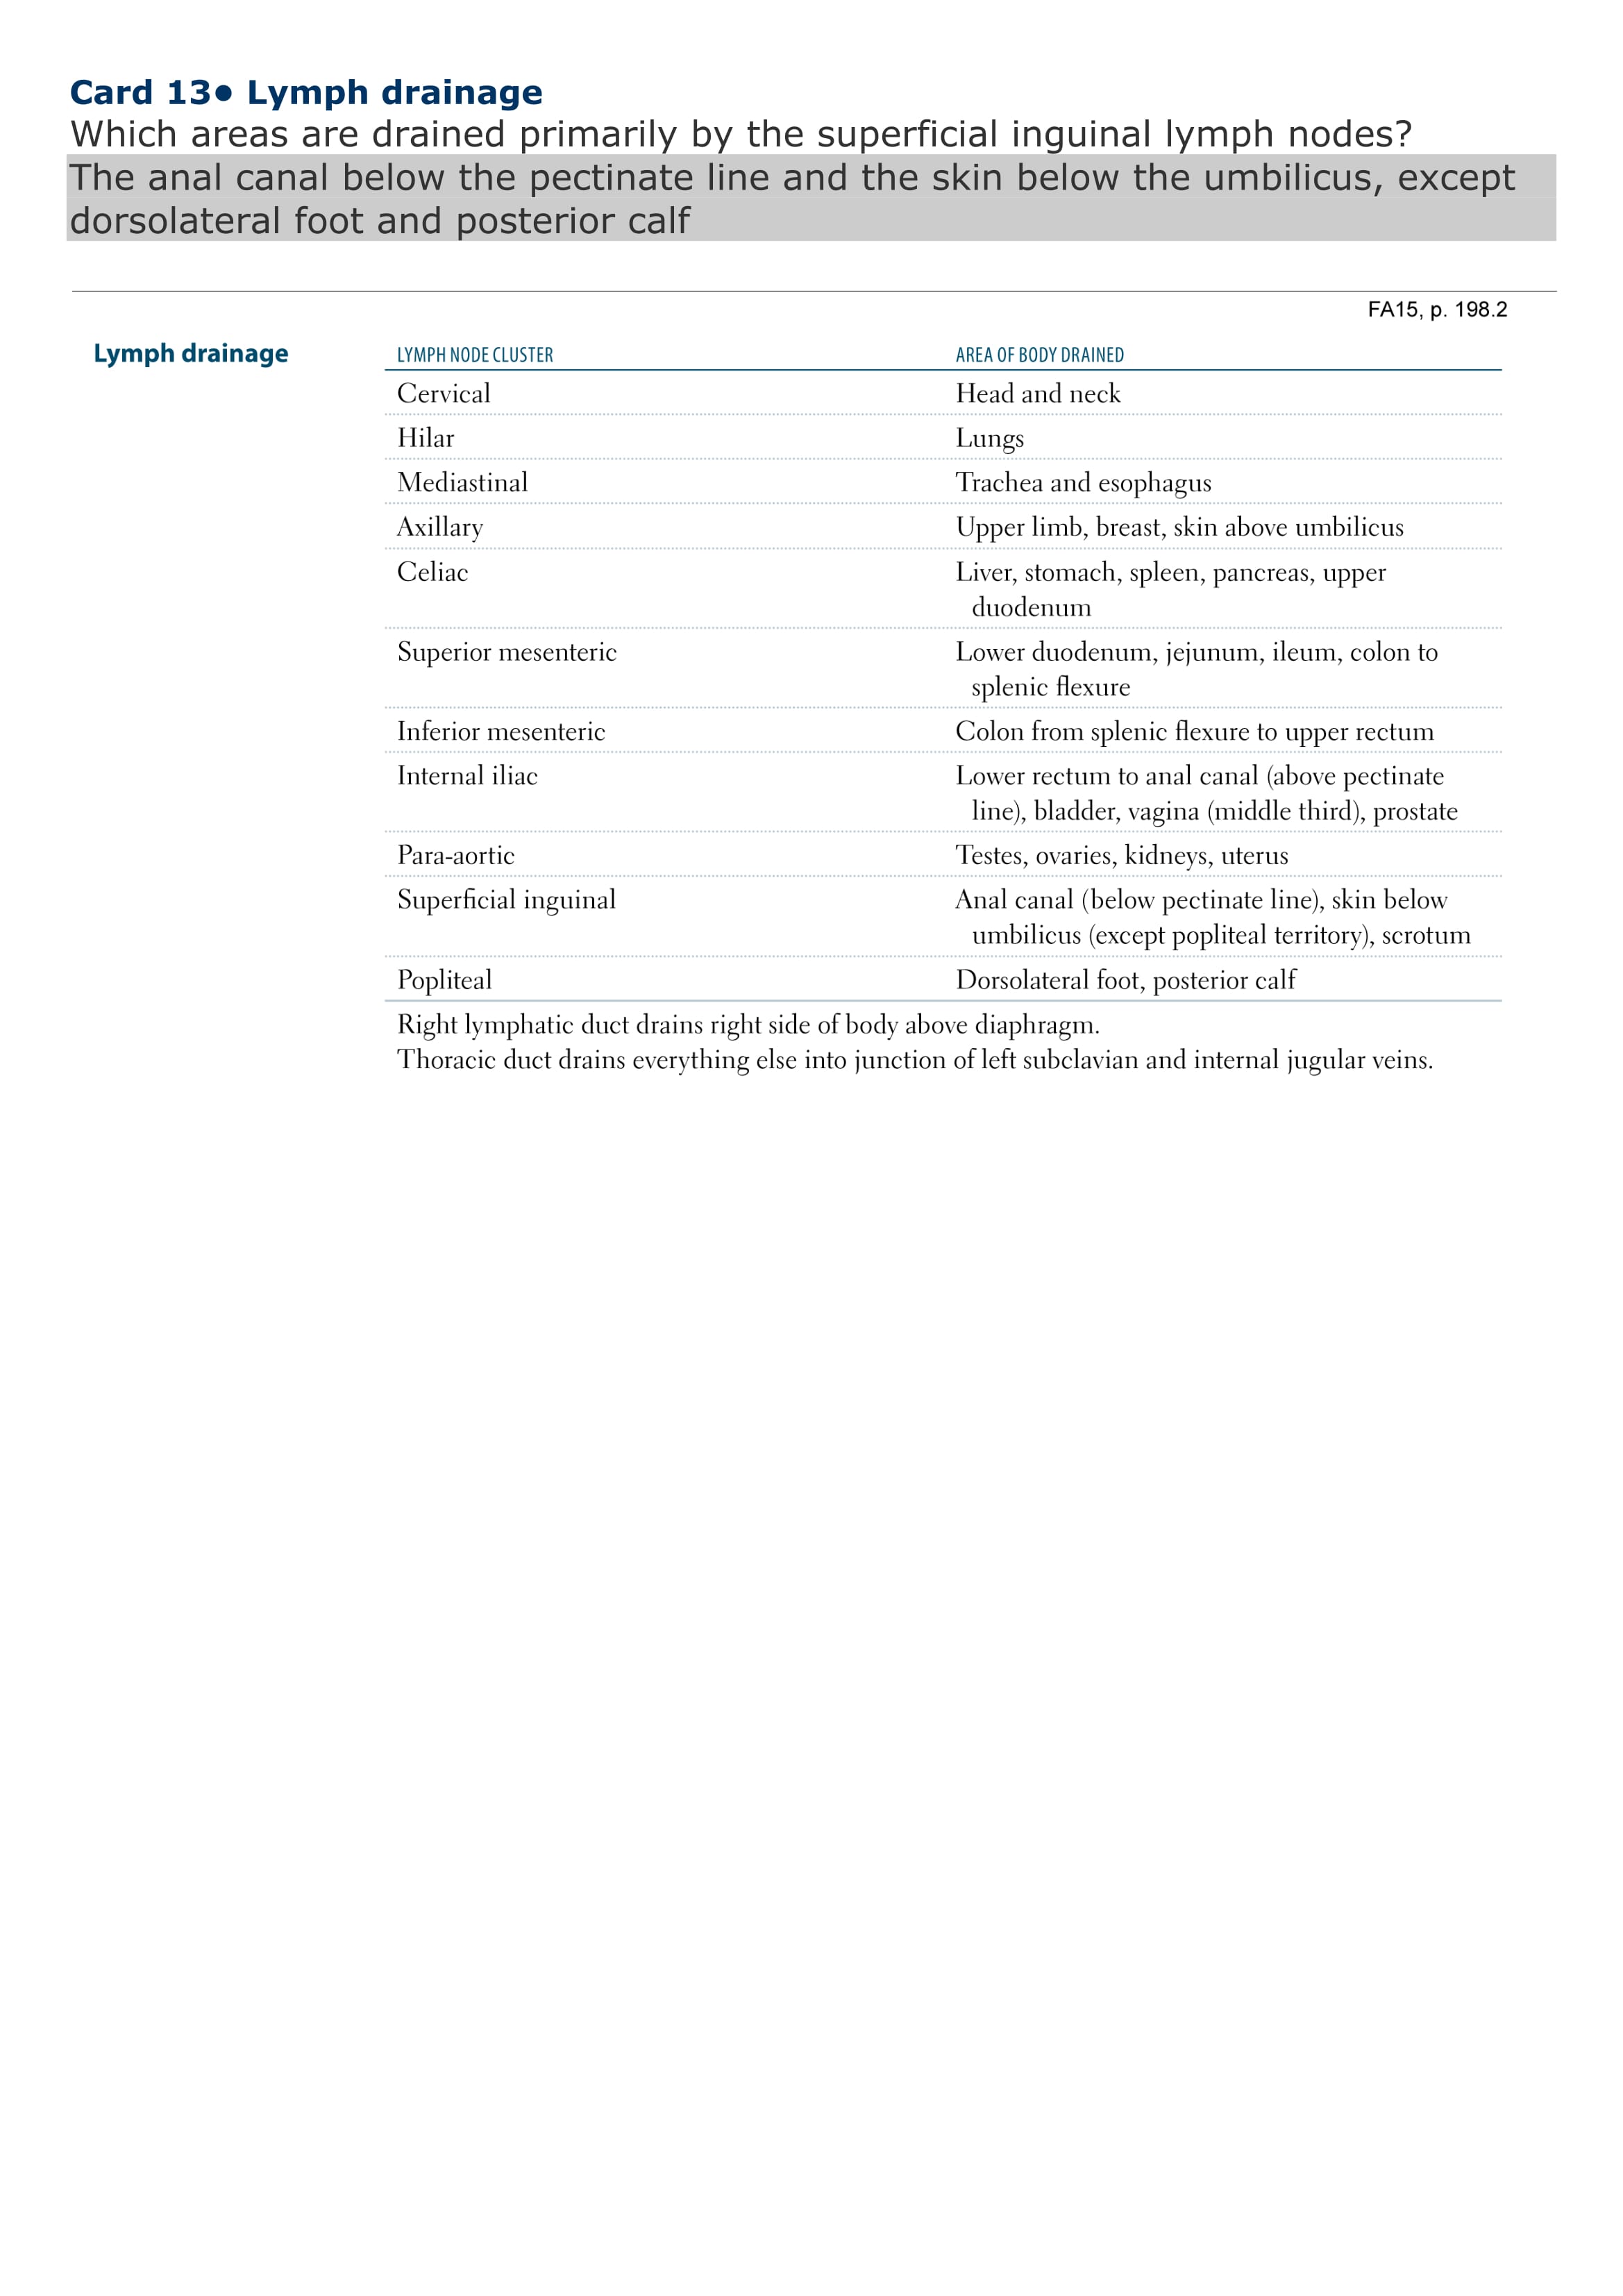 Card 13● Lymph drainage
Which areas are drained primarily by the superficial inguinal lymph nodes?
The anal canal below the pectinate line and the skin below the umbilicus, except
dorsolateral foot and posterior calf
FA15, p. 198.2
Lymph drainage LYMPH NODE CLUSTER AREA OF BODY DRAINED
Cervical Head and neck
Hilar Lungs
Mediastinal Trachea and esophagus
Axillary Upper limb, breast, skin above umbilicus
Celiac Liver, stomach, spleen, pancreas, upper
duodenum
Superior mesenteric Lower duodenum, jejunum, ileum, colon to
splenic flexure
Inferior mesenteric Colon from splenic flexure to upper rectum
Internal iliac Lower rectum to anal canal (above pectinate
line), bladder, vagina (middle third), prostate
Para-aortic Testes, ovaries, kidneys, uterus
Superficial inguinal Anal canal (below pectinate line), skin below
umbilicus (except popliteal territory), scrotum
Popliteal Dorsolateral foot, posterior calf
Right lymphatic duct drains right side of body above diaphragm.
Thoracic duct drains everything else into junction of left subclavian and internal jugular veins.